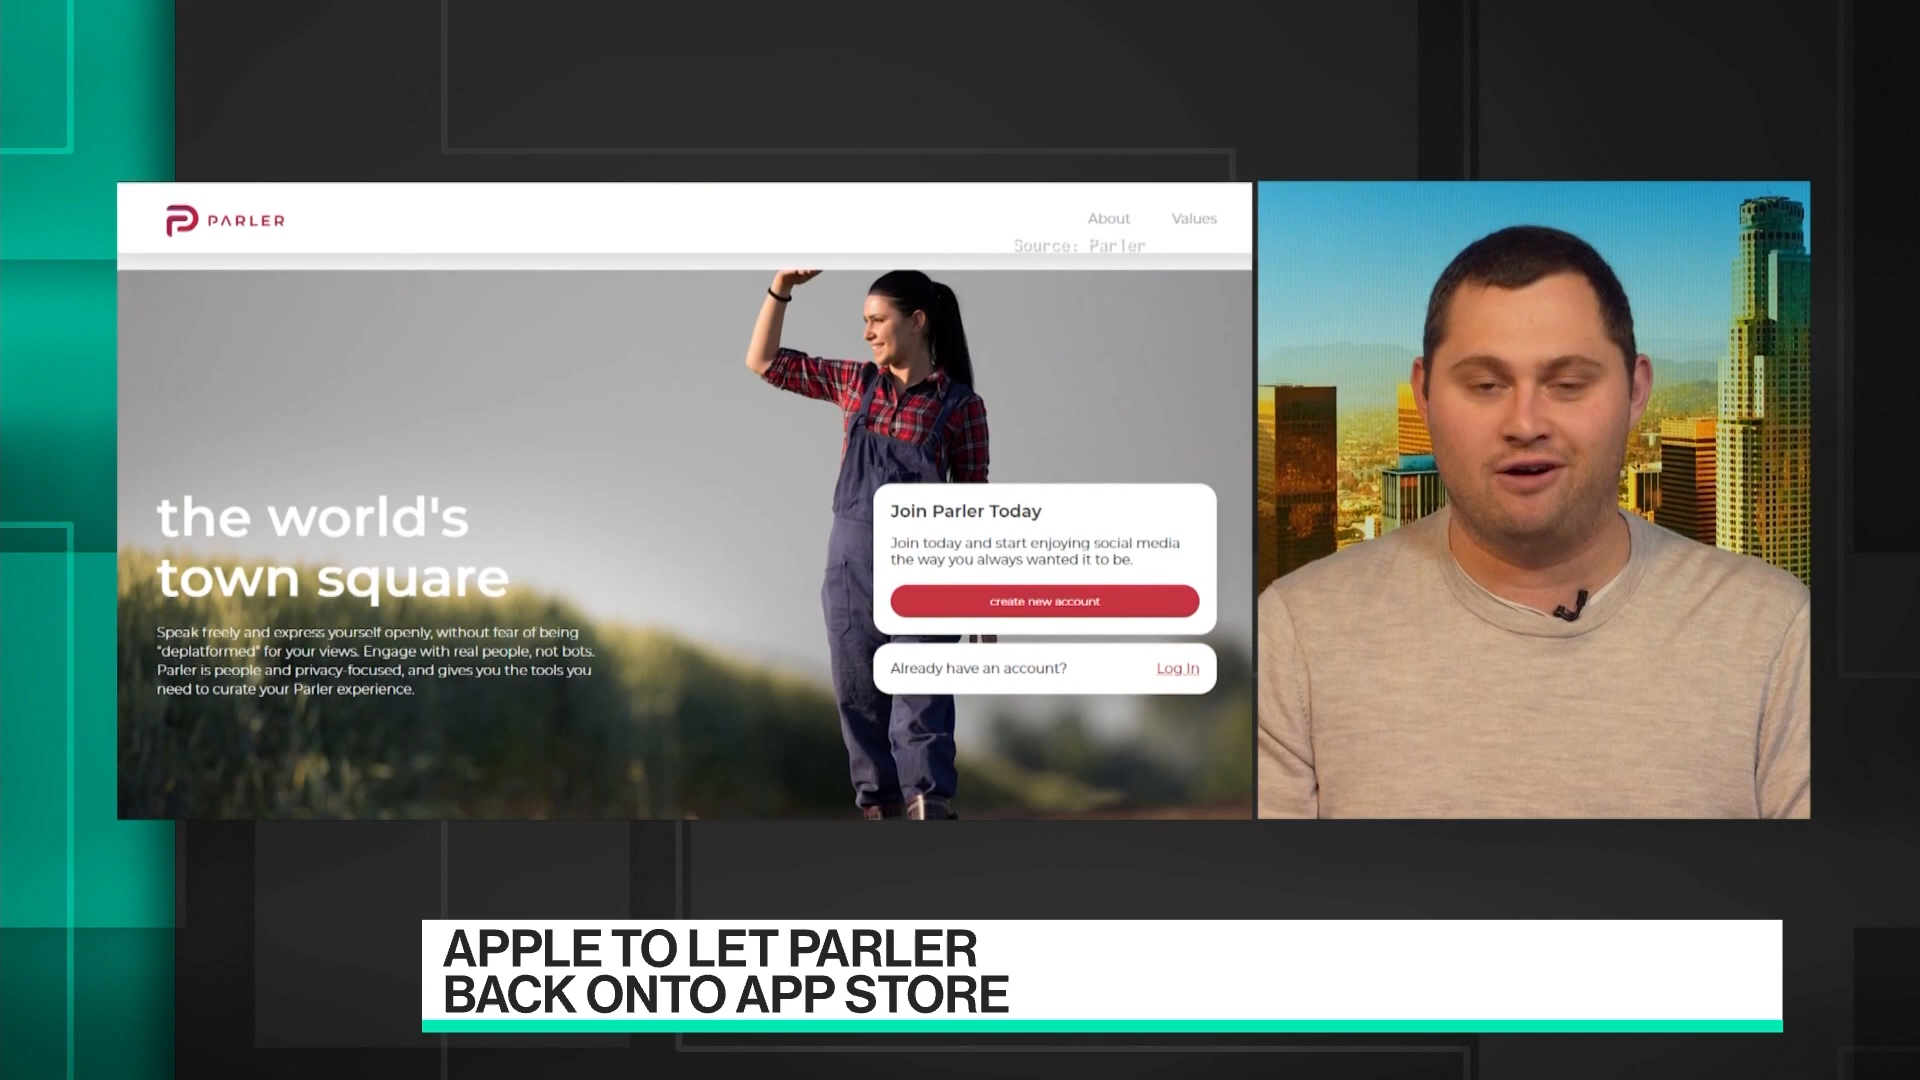 PARLER
About
Values
Source: Parler
the world's
town square
Speak freely and express yourself openly, without fear of being
"deplatformed" for your views. Engage with real people, not bots.
Parler is people and privacy-focused, and gives you the tools you
need to curate your Parler experience.
Join Parler Today
Join today and start enjoying social media
the way you always wanted it to be.
create new account
Already have an account?
Log In
APPLE TO LET PARLER
BACK ONTO APP STORE